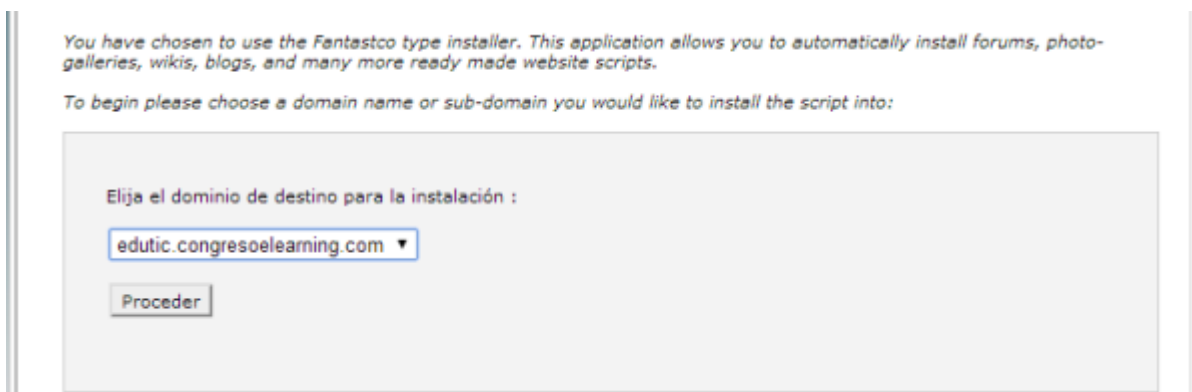 You have chosen to use the Fantastco type installer. This application allows you to automatically install forums, photo-
galleries, wikis, blogs, and many more ready made website scripts.
To begin please choose a domain name or sub-domain you would like to install the script into:
Elija el dominio de destino para la instalación :
edutic.congresoelearning.com
Proceder